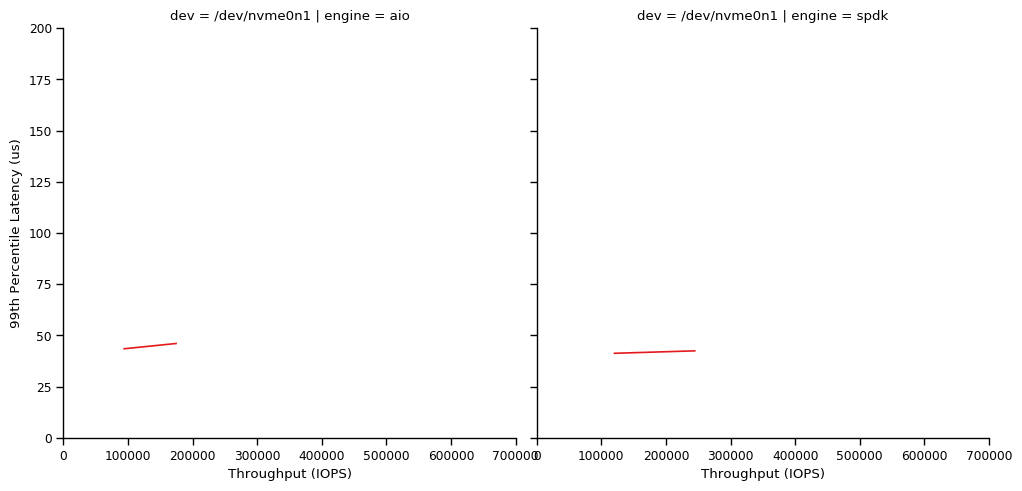 dev = /dev/nvme0n1 | engine = aio
dev = /dev/nvme0n1 | engine = spdk
99th Percentile Latency (us)
200
175
150
125
100
75
50
25
0
0 100000 200000 300000 400000 500000 600000 700000
0 100000 200000 300000 400000 500000 600000 700000
Throughput (IOPS)
Throughput (IOPS)